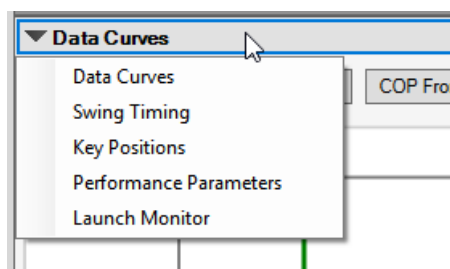 Data Curves
Data Curves
COP Fro
Swing Timing
Key Positions
Performance Parameters
Launch Monitor